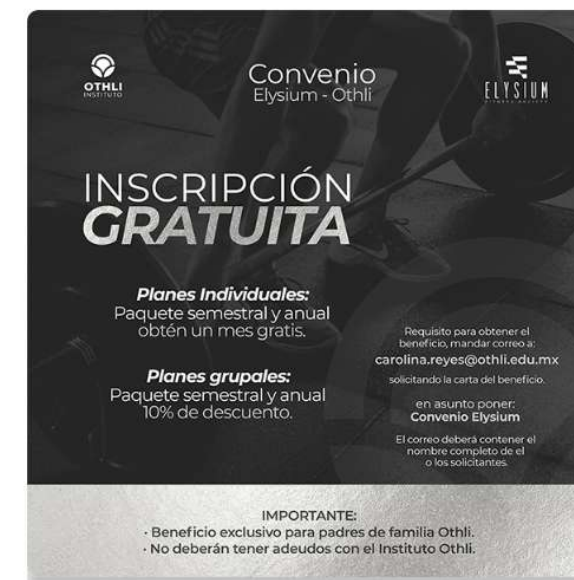 OTHLI
INSTITUTO
Convenio
Elysium - Othli
ELYSIUM
FITNESS SOCIETY
INSCRIPCIÓN
GRATUITA
Planes Individuales:
Paquete semestral y anual
obtén un mes gratis.
Planes grupales:
Paquete semestral y anual
10% de descuento.
Requisito para obtener el
beneficio, mandar correo a:
carolina.reyes@othli.edu.mx
solicitando la carta del beneficio.
en asunto poner:
Convenio Elysium
El correo deberá contener el
nombre completo de el
o los solicitantes.
IMPORTANTE:
· Beneficio exclusivo para padres de familia Othli.
· No deberán tener adeudos con el Instituto Othli.